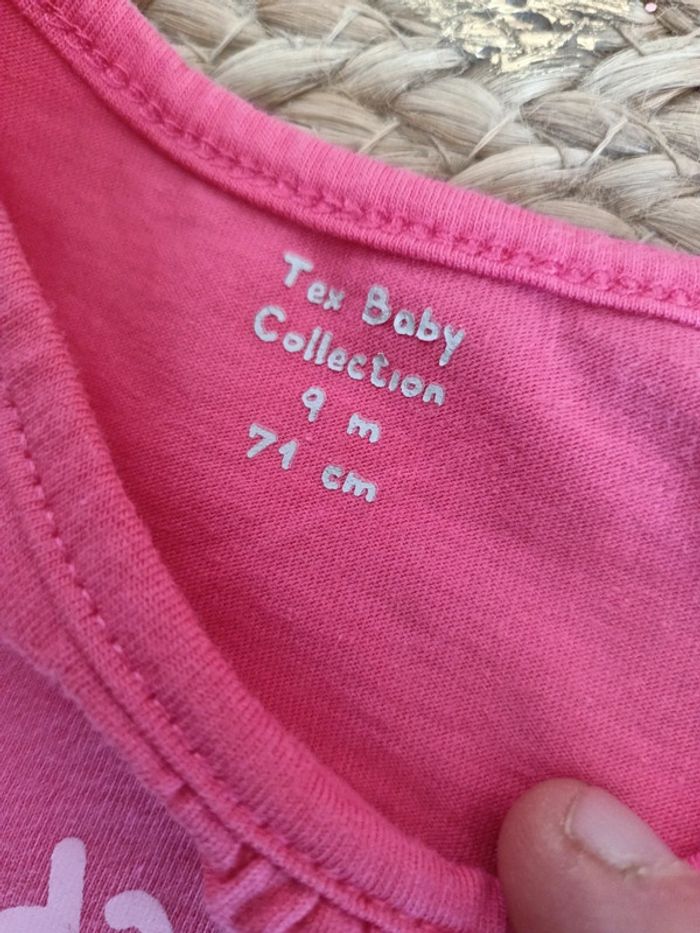 Tex Baby
Collection
9 m
71 cm